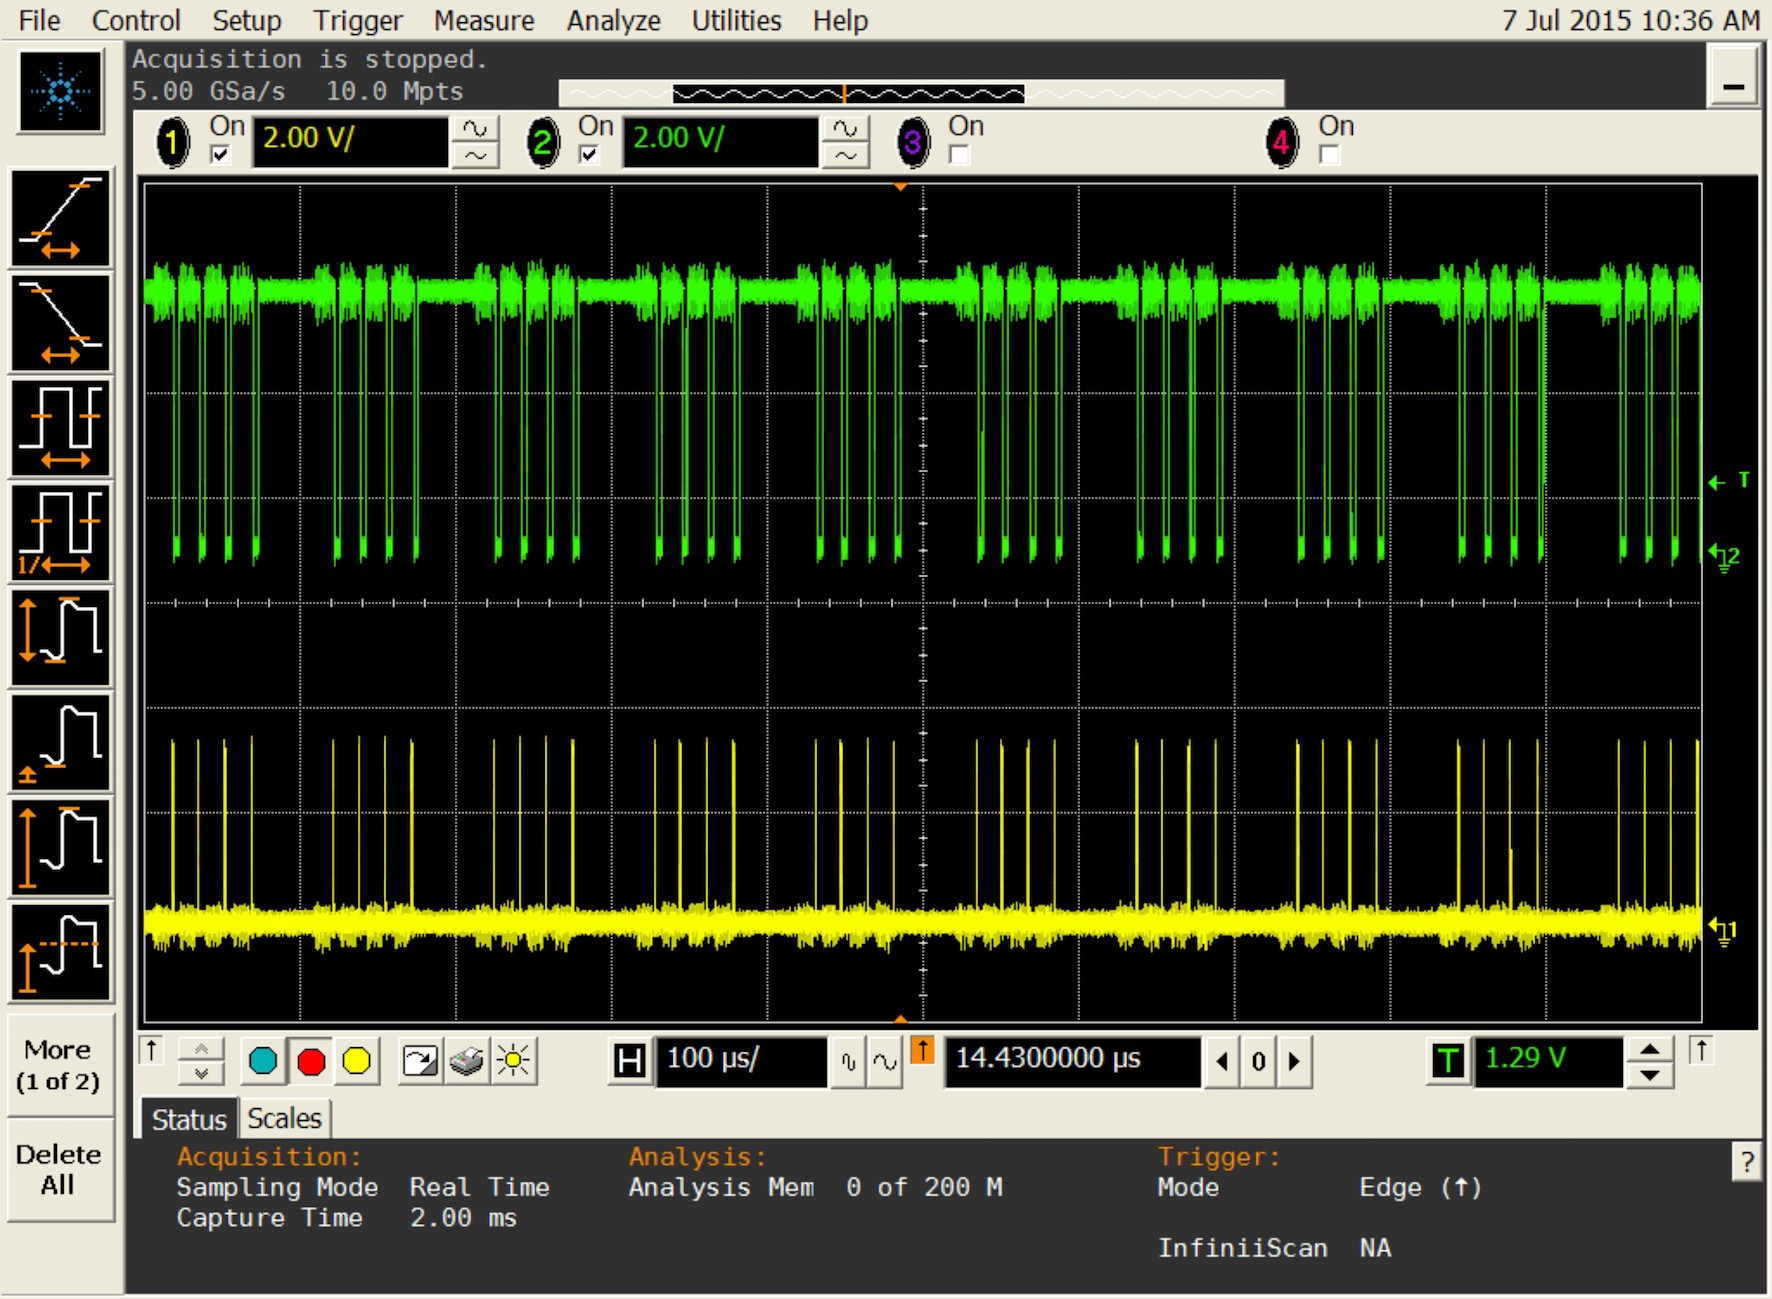 File Control Setup Trigger Measure Analyze Utilities Help 7 Jul 2015 10:36 AM
Acquisition is stopped.
5.00 GSa/s 10.0 Mpts
1 On 2.00 V/ 2 On 2.00 V/ 3 On 4 On
T
2
1
1/
More
(1 of 2)
Delete
All
H 100 µs/ 14.4300000 µs 0 T 1.29 V
Status Scales
Acquisition: Analysis: Trigger:
Sampling Mode Real Time Analysis Mem 0 of 200 M Mode Edge (↑)
Capture Time 2.00 ms
InfiniiScan NA
?